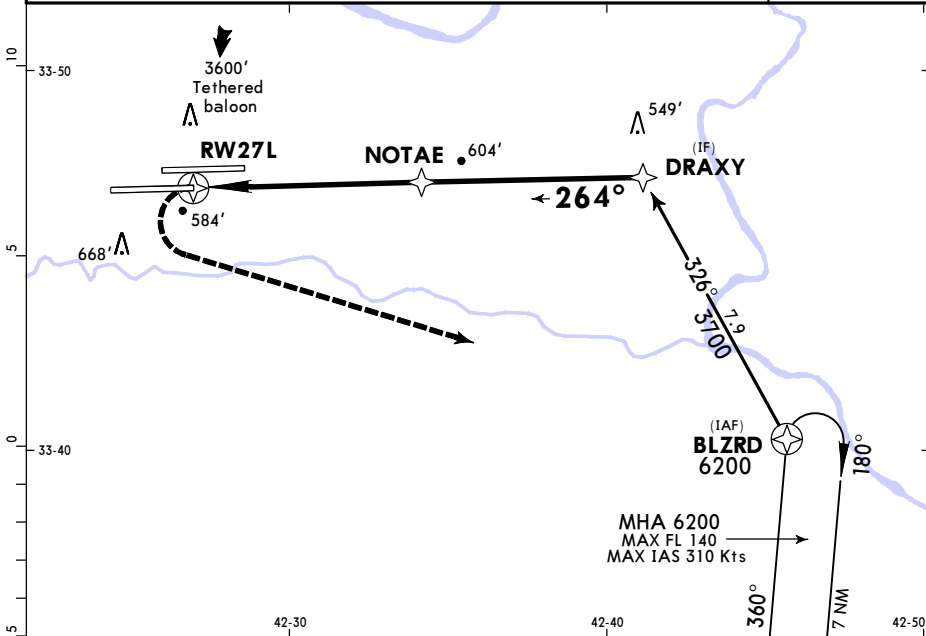 10
33-50
3600'
Tethered
baloon
549'
RW27L
NOTAE
604'
(IF)
DRAXY
264°
584'
5
668'
326°
7.9
3700
0
33-40
(IAF)
BLZRD
6200
180°
MHA 6200
MAX FL 140
MAX IAS 310 Kts
360°
7 NM
5
42-30
42-40
42-50